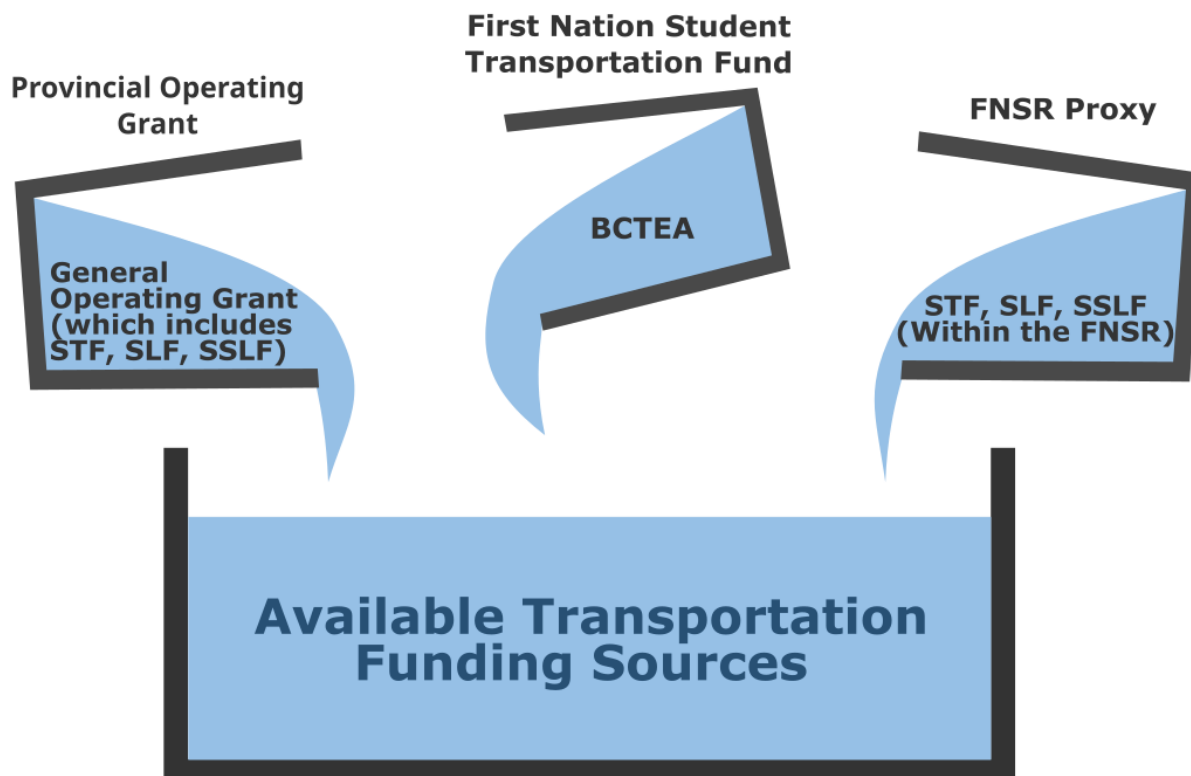 Provincial Operating
Grant
General
Operating Grant
(which includes
STF, SLF, SSLF)
First Nation Student
Transportation Fund
BCTEA
FNSR Proxy
STF, SLF, SSLF
(Within the FNSR)
Available Transportation
Funding Sources